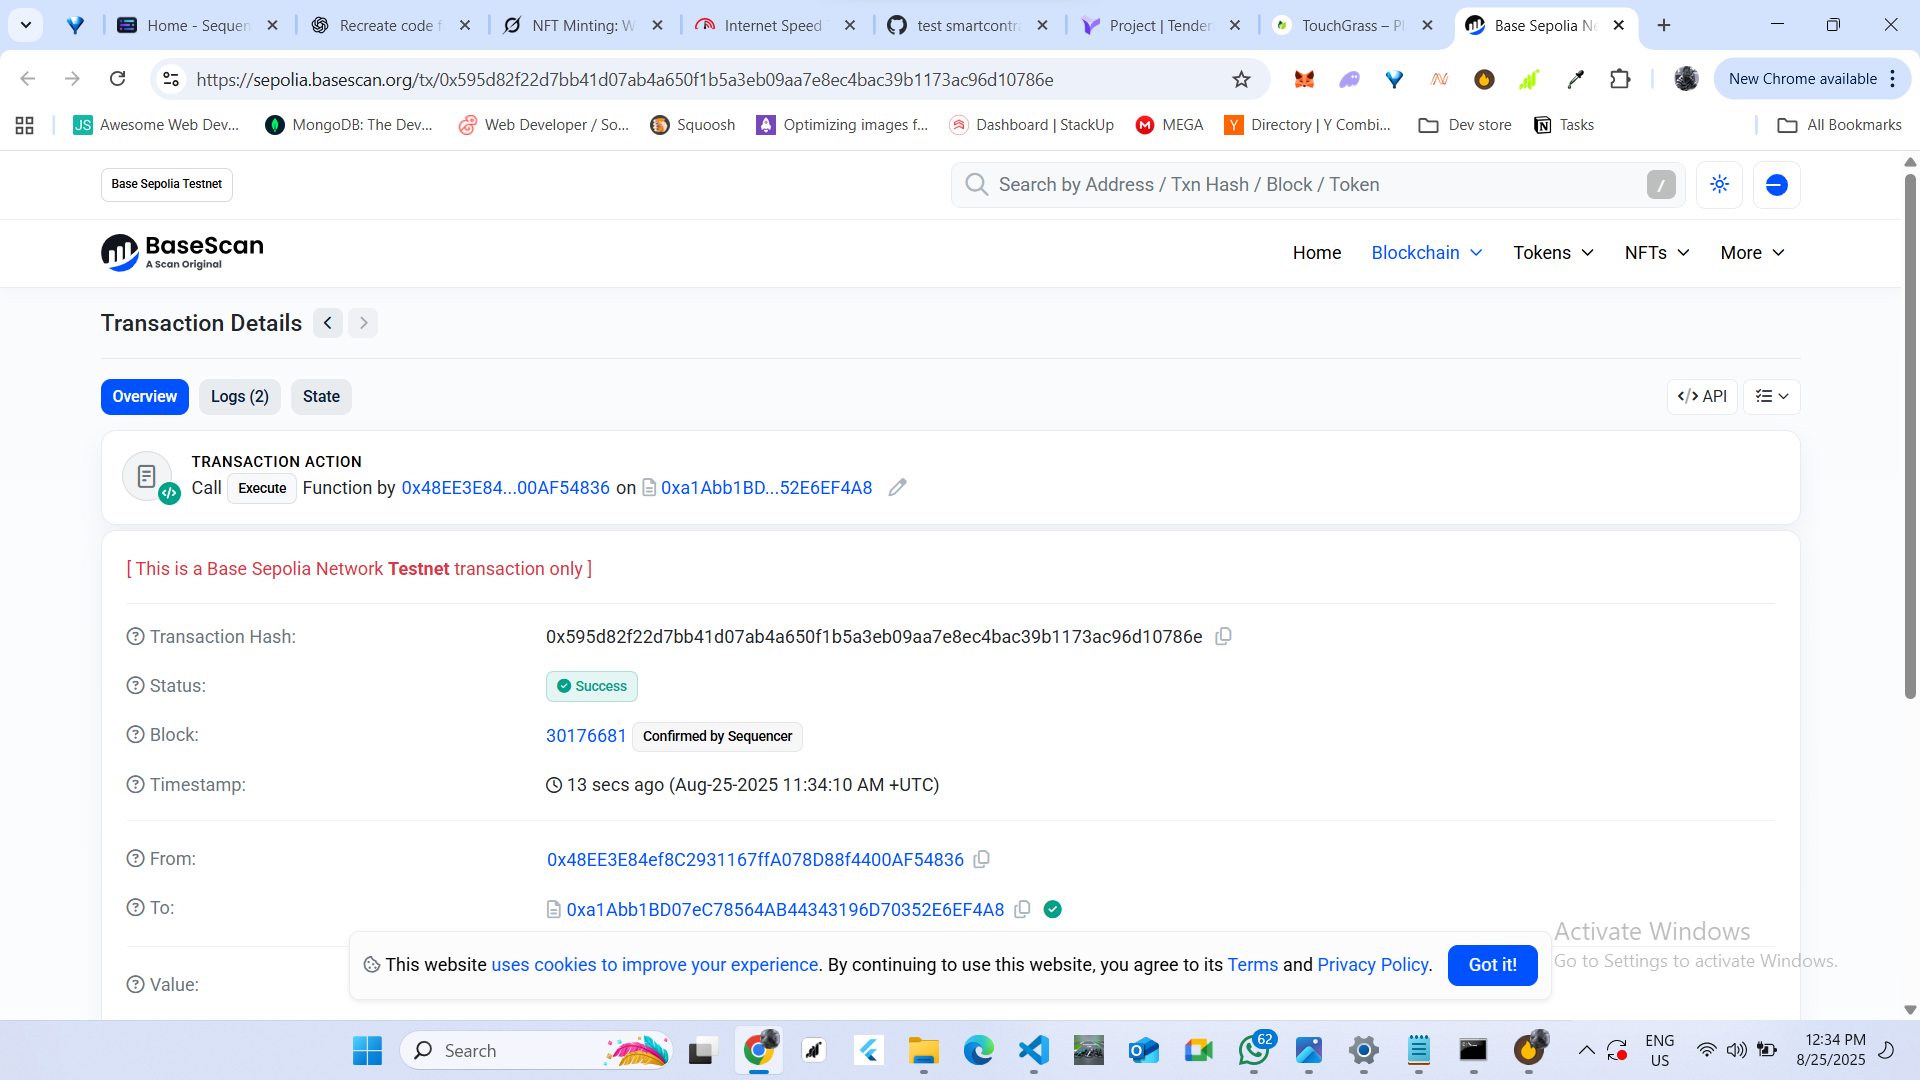 Home - Sequen
Recreate code f
NFT Minting: W
Internet Speed T
test smartcontra
Project | Tender
TouchGrass – Pl
Base Sepolia Ne
https://sepolia.basescan.org/tx/0x595d82f22d7bb41d07ab4a650f1b5a3eb09aa7e8ec4bac39b1173ac96d10786e
New Chrome available
JS Awesome Web Dev...
MongoDB: The Dev...
Web Developer / So...
Squoosh
Optimizing images f...
Dashboard | StackUp
M MEGA
Y Directory | Y Combi...
Dev store
N Tasks
All Bookmarks
Base Sepolia Testnet
Search by Address / Txn Hash / Block / Token
/
BaseScan
A Scan Original
Home
Blockchain
Tokens
NFTs
More
Transaction Details
Overview
Logs (2)
State
</> API
TRANSACTION ACTION
Call Execute Function by 0x48EE3E84...00AF54836 on 0xa1Abb1BD...52E6EF4A8
[ This is a Base Sepolia Network Testnet transaction only ]
Transaction Hash:
0x595d82f22d7bb41d07ab4a650f1b5a3eb09aa7e8ec4bac39b1173ac96d10786e
Status:
Success
Block:
30176681 Confirmed by Sequencer
Timestamp:
13 secs ago (Aug-25-2025 11:34:10 AM +UTC)
From:
0x48EE3E84ef8C2931167ffA078D88f4400AF54836
To:
0xa1Abb1BD07eC78564AB44343196D70352E6EF4A8
Value:
This website uses cookies to improve your experience. By continuing to use this website, you agree to its Terms and Privacy Policy.
Got it!
Activate Windows
Go to Settings to activate Windows.
Search
62
ENG
US
12:34 PM
8/25/2025